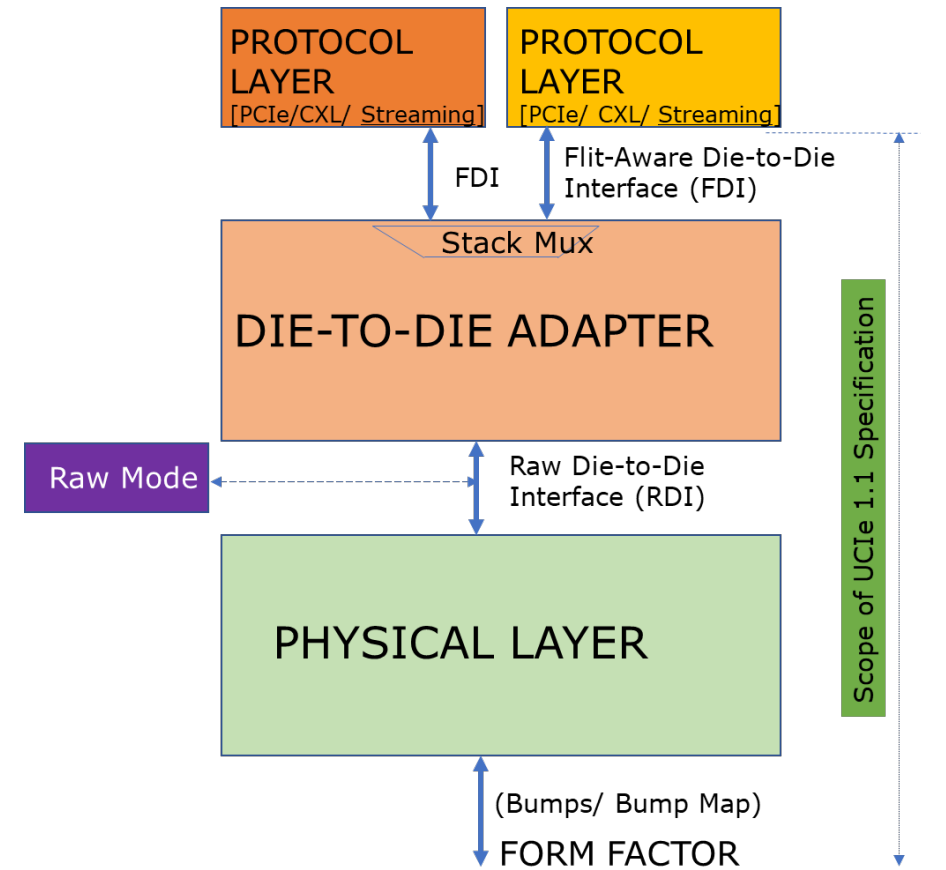 PROTOCOL
LAYER
[PCIe/CXL/ Streaming]
PROTOCOL
LAYER
[PCIe/ CXL/ Streaming]
FDI
Flit-Aware Die-to-Die
Interface (FDI)
Stack Mux
DIE-TO-DIE ADAPTER
Raw Mode
Raw Die-to-Die
Interface (RDI)
Scope of UCIe 1.1 Specification
PHYSICAL LAYER
(Bumps/ Bump Map)
FORM FACTOR